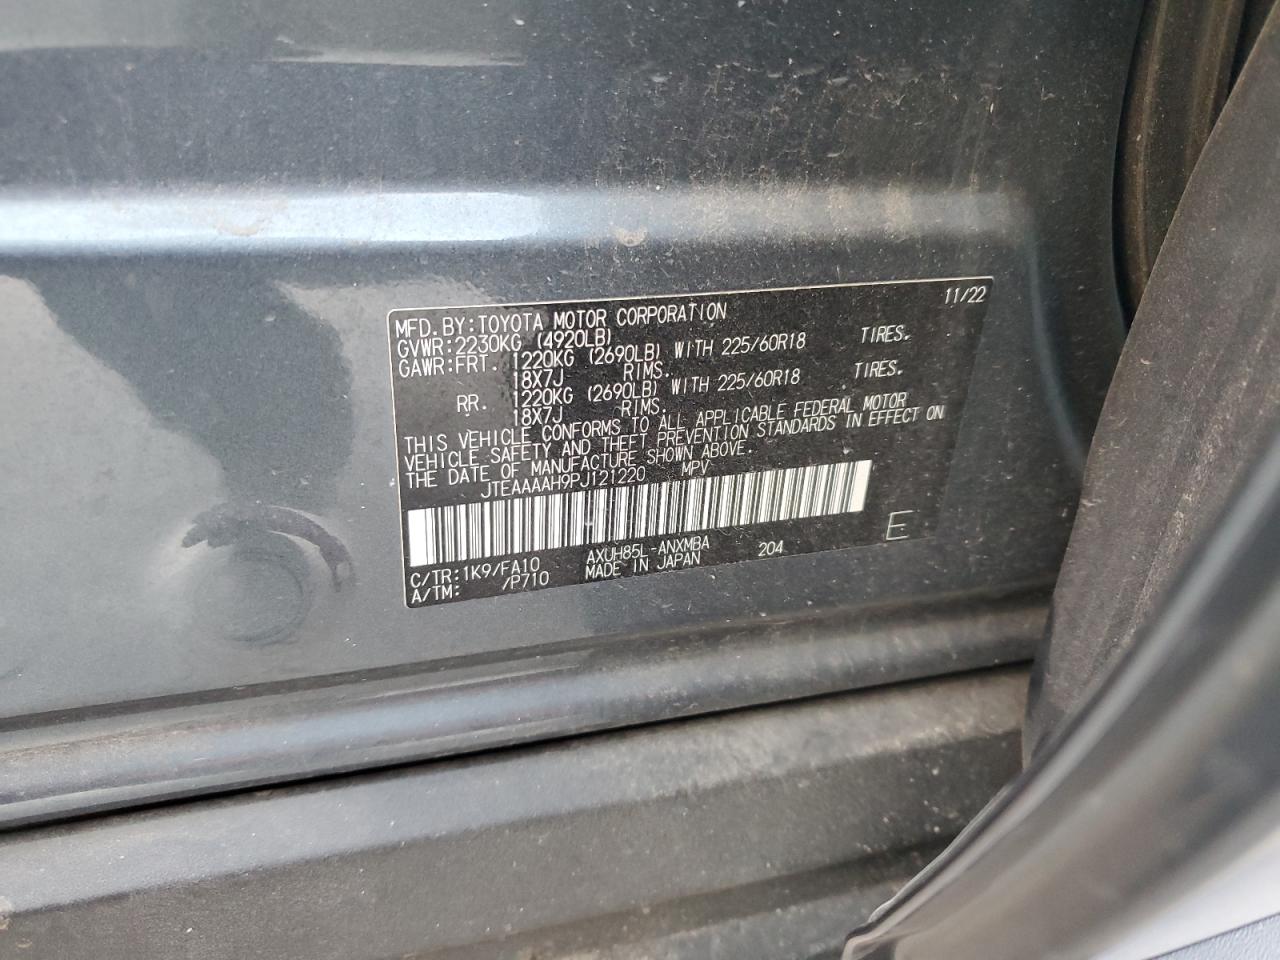 11/22
MFD. BY: TOYOTA MOTOR CORPORATION
GVWR: 2230KG (4920LB)
GAWR: FRT. 1220KG (2690LB) WITH 225/60R18 TIRES.
18X7J RIMS.
RR. 1220KG (2690LB) WITH 225/60R18 TIRES.
18X7J RIMS.
THIS VEHICLE CONFORMS TO ALL APPLICABLE FEDERAL MOTOR
VEHICLE SAFETY AND THEFT PREVENTION STANDARDS IN EFFECT ON
THE DATE OF MANUFACTURE SHOWN ABOVE.
JTEAAAAH9PJ121220 MPV
C/TR: 1K9/FA10 AXUH85L-ANXMBA 204 E
A/TM: /P710 MADE IN JAPAN